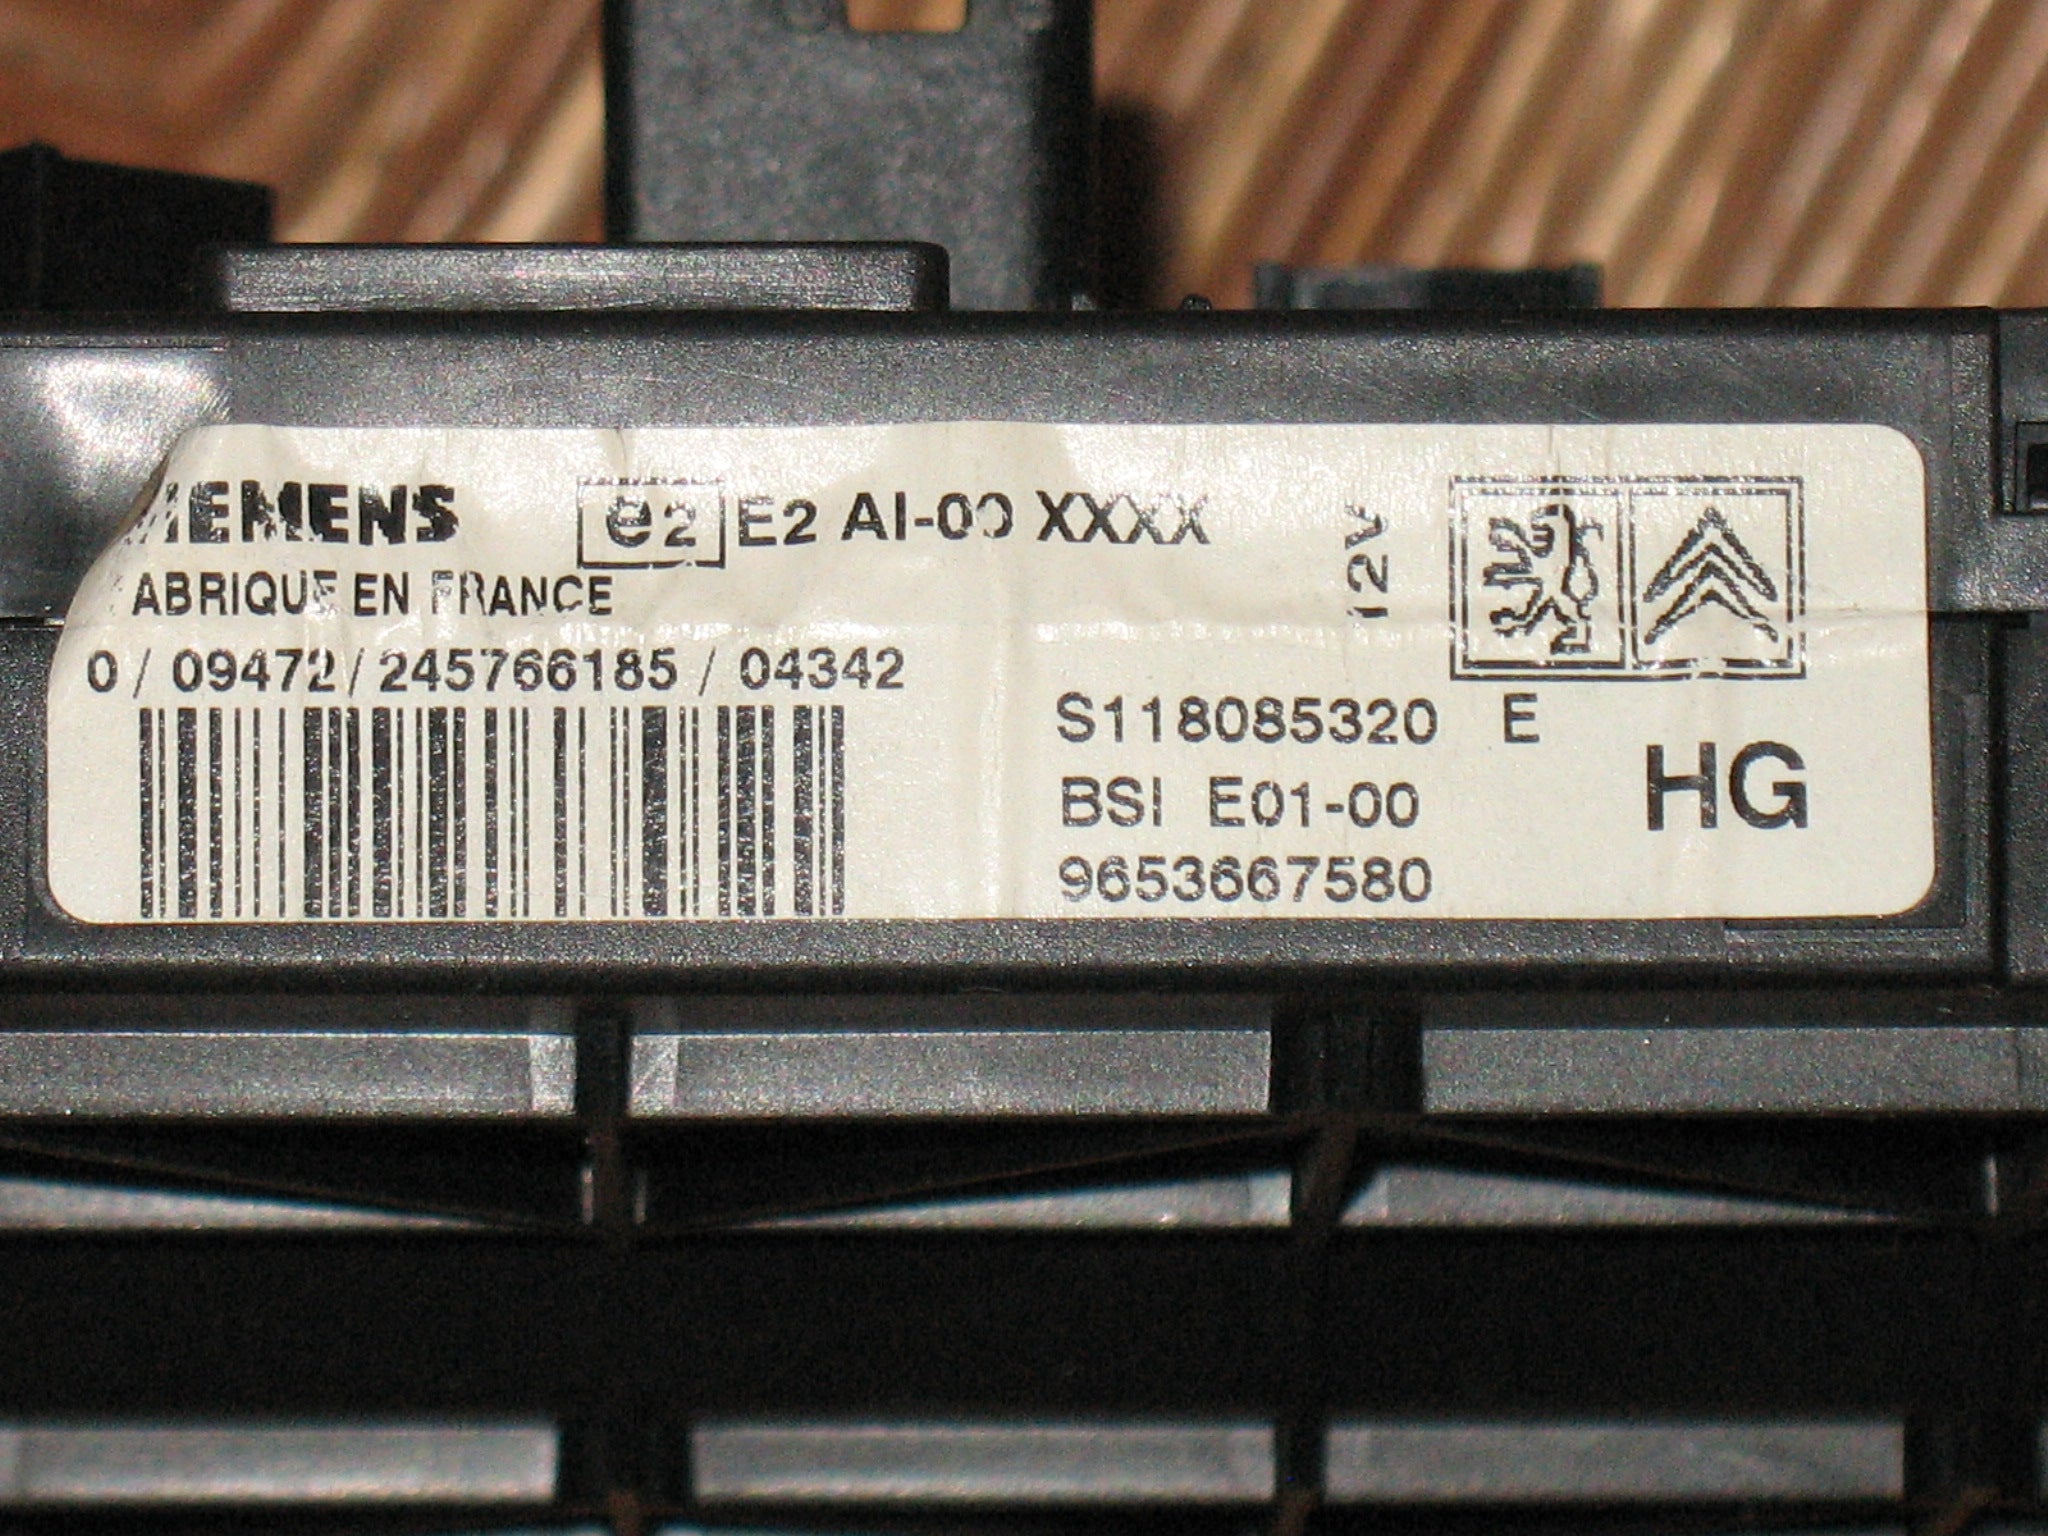 SIEMENS e2 E2 AI-00 XXXX
ABRIQUE EN FRANCE
12V
0 / 09472 / 245766185 / 04342
S118085320 E
BSI E01-00
HG
9653667580